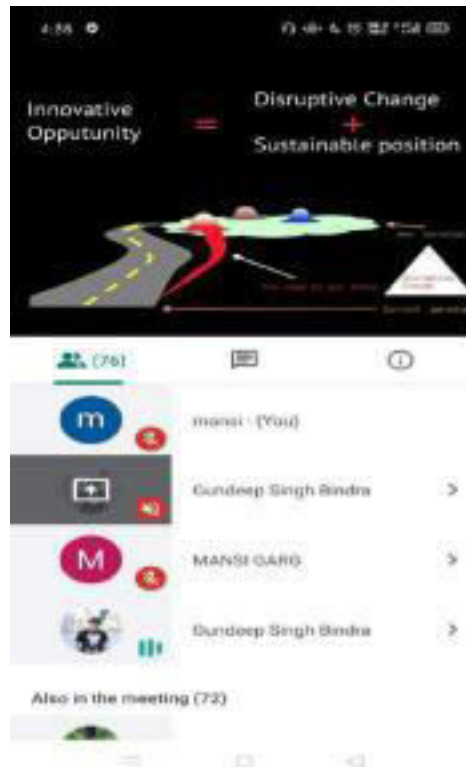 4:38
Innovative
Opputunity
=
Disruptive Change
+
Sustainable position
(76)
m
mansi - (You)
Gundeep Singh Bindra
M
MANSI GARG
Gundeep Singh Bindra
Also in the meeting (72)